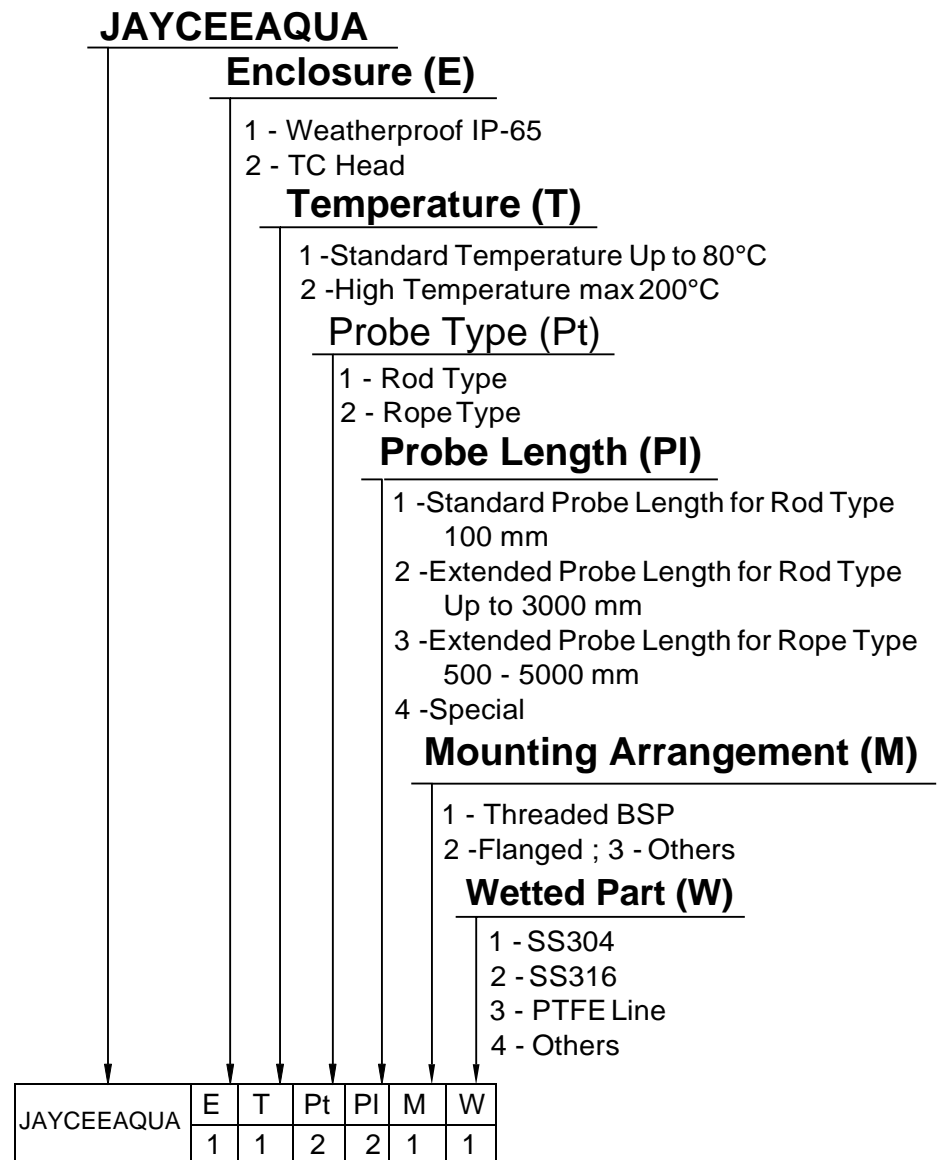 JAYCEEAQUA
Enclosure (E)
1 - Weatherproof IP-65
2 - TC Head
Temperature (T)
1 -Standard Temperature Up to 80°C
2 -High Temperature max 200°C
Probe Type (Pt)
1 - Rod Type
2 - Rope Type
Probe Length (Pl)
1 -Standard Probe Length for Rod Type
100 mm
2 -Extended Probe Length for Rod Type
Up to 3000 mm
3 -Extended Probe Length for Rope Type
500 - 5000 mm
4 -Special
Mounting Arrangement (M)
1 - Threaded BSP
2 -Flanged ; 3 - Others
Wetted Part (W)
1 - SS304
2 - SS316
3 - PTFE Line
4 - Others
JAYCEEAQUA E T Pt Pl M W
1 1 2 2 1 1